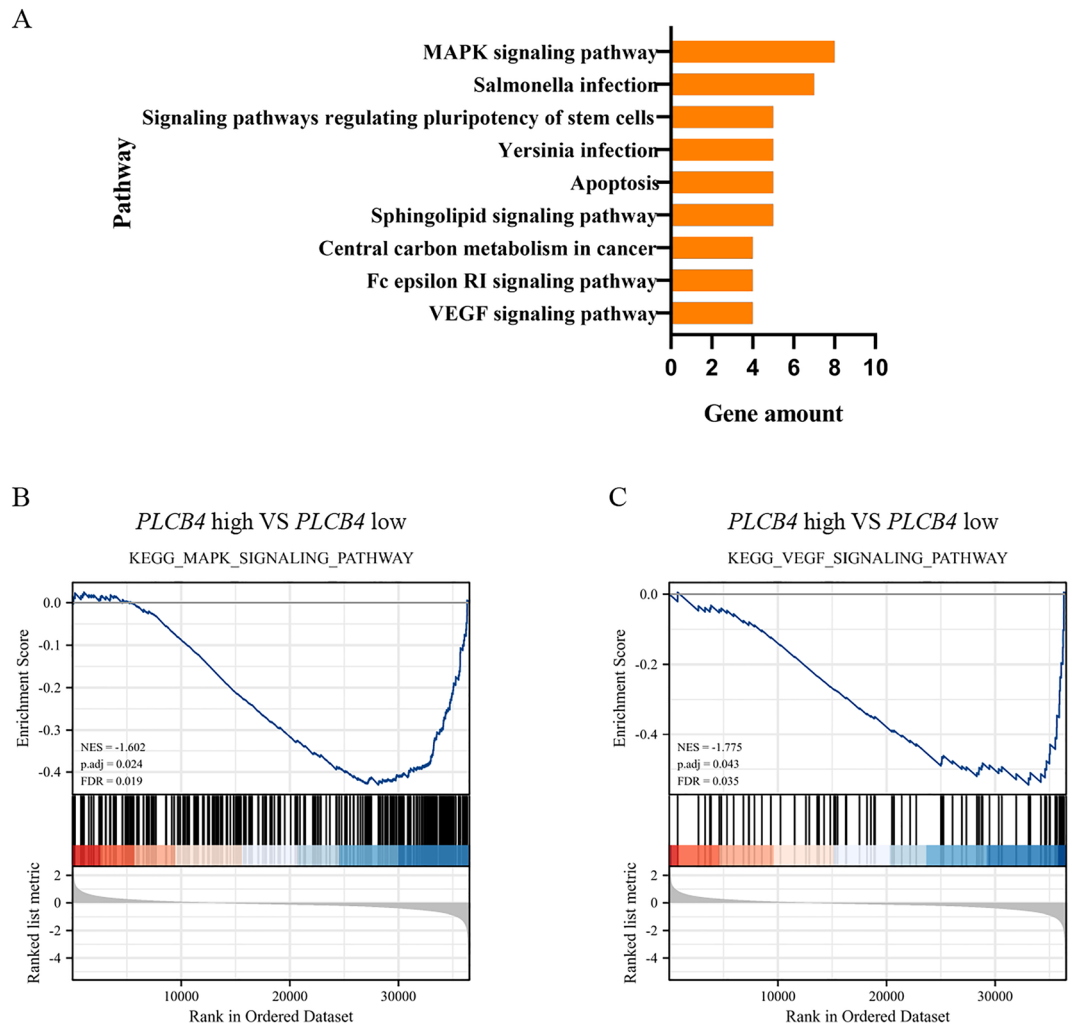 A
Pathway
MAPK signaling pathway
Salmonella infection
Signaling pathways regulating pluripotency of stem cells
Yersinia infection
Apoptosis
Sphingolipid signaling pathway
Central carbon metabolism in cancer
Fc epsilon RI signaling pathway
VEGF signaling pathway
0 2 4 6 8 10
Gene amount
B
PLCB4 high VS PLCB4 low
KEGG_MAPK_SIGNALING_PATHWAY
Enrichment Score
0.0
-0.1
-0.2
-0.3
-0.4
NES = -1.602
p.adj = 0.024
FDR = 0.019
Ranked list metric
2
0
-2
-4
10000 20000 30000
Rank in Ordered Dataset
C
PLCB4 high VS PLCB4 low
KEGG_VEGF_SIGNALING_PATHWAY
Enrichment Score
0.0
-0.2
-0.4
NES = -1.775
p.adj = 0.043
FDR = 0.035
Ranked list metric
2
0
-2
-4
10000 20000 30000
Rank in Ordered Dataset